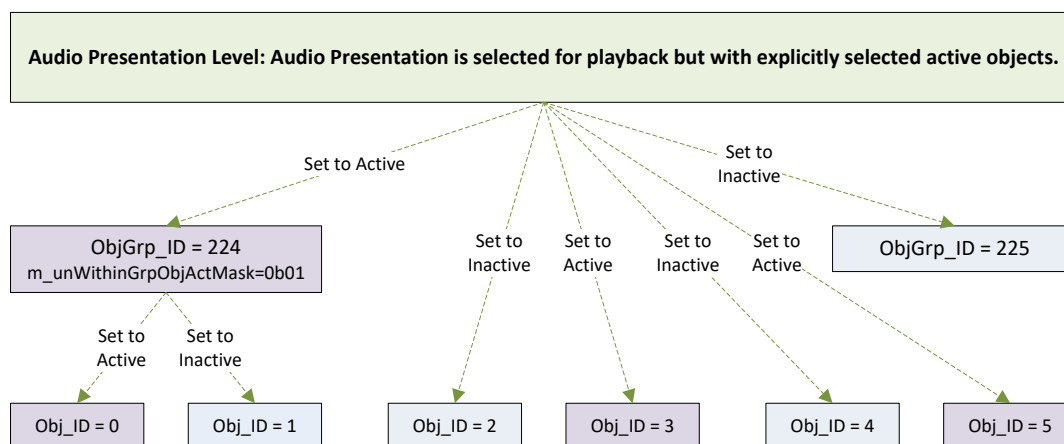 Audio Presentation Level: Audio Presentation is selected for playback but with explicitly selected active objects.
Set to Active
Set to
Inactive
ObjGrp_ID = 224
m_unWithinGrpObjActMask=0b01
Set to
Inactive
Set to
Active
Set to
Inactive
Set to
Active
ObjGrp_ID = 225
Set to
Active
Set to
Inactive
Obj_ID = 0
Obj_ID = 1
Obj_ID = 2
Obj_ID = 3
Obj_ID = 4
Obj_ID = 5